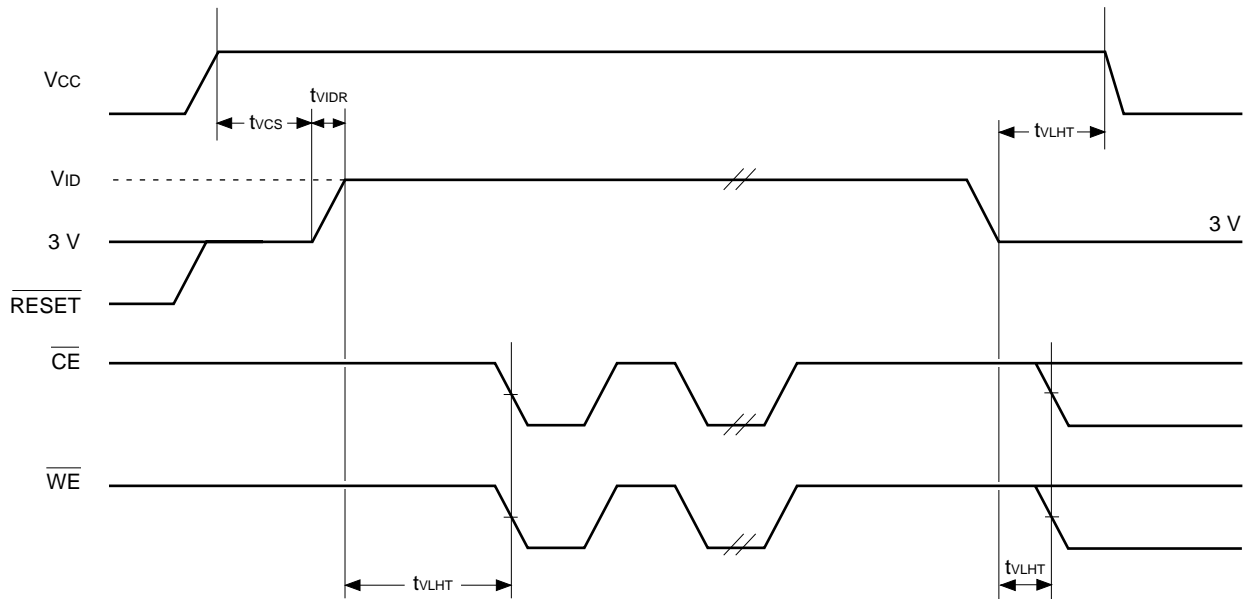 VCC
tVIDR
tVCS
tVLHT
VID
3 V
3 V
RESET
CE
WE
tVLHT
tVLHT